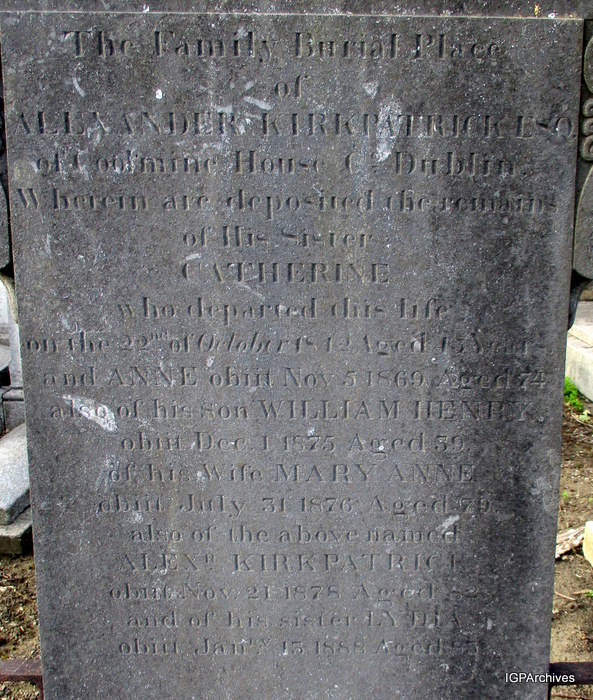 The Family Burial Place
of
ALEXANDER KIRKPATRICK ESQ.
of Coolmine House Co. Dublin.
Wherein are deposited the remains
of His Sister
CATHERINE
who departed this life
on the 22nd of October 1842 Aged Years
and ANNE obiit Nov. 5 1869 Aged 74
also of his son WILLIAM HENRY.
obiit Dec. 1 1875 Aged 39
of his Wife MARY ANNE
obiit July 31 1876 Aged 79
also of the above named
ALEXR. KIRKPATRICK
obiit Nov. 21 1878 Aged
and of his sister LYDIA
obiit Jany. 13 1888 Aged
IGPArchives